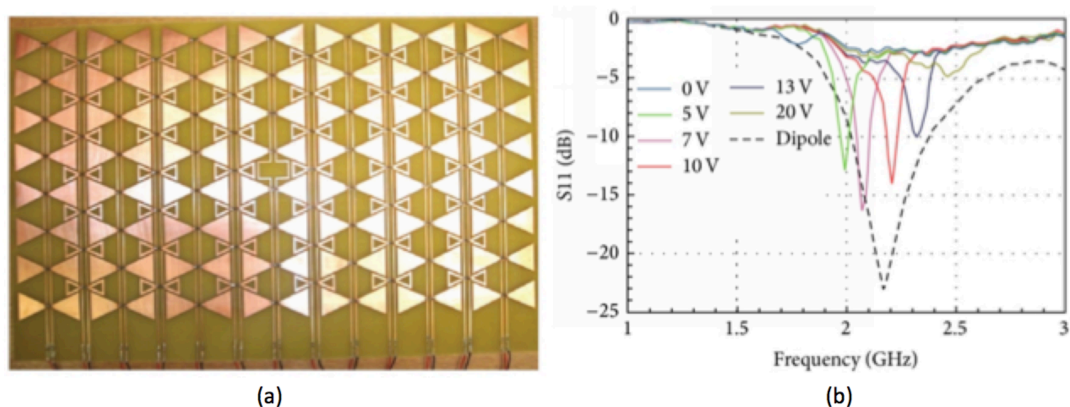 0
−5
−10
−15
−20
−25
S11 (dB)
0 V
5 V
7 V
10 V
13 V
20 V
Dipole
1
1.5
2
2.5
3
Frequency (GHz)
(a)
(b)